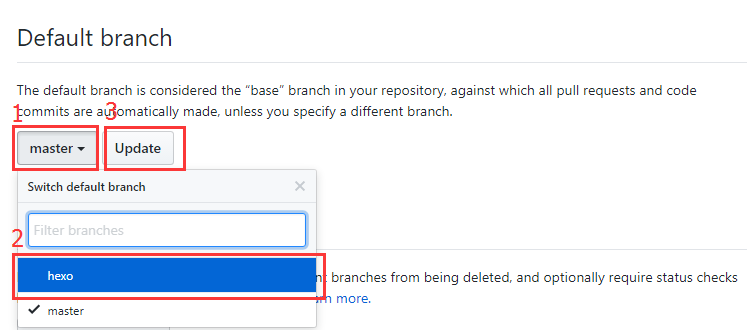 Default branch
The default branch is considered the “base” branch in your repository, against which all pull requests and code
commits are automatically made, unless you specify a different branch.
1
3
master
Update
Switch default branch
Filter branches
2
hexo
branches from being deleted, and optionally require status checks
master
more.